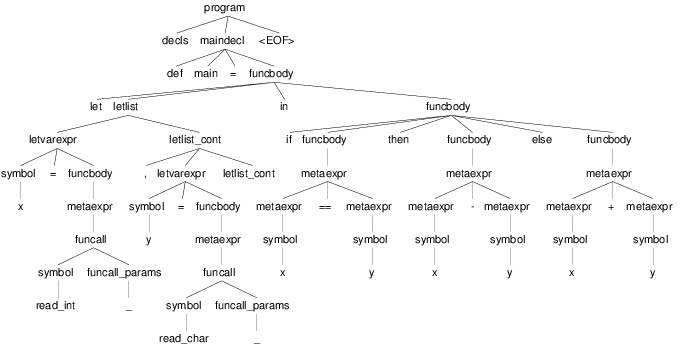 program
decls maindecl <EOF>
def main = funcbody
let letlist in funcbody
letvarexpr letlist_cont if funcbody then funcbody else funcbody
symbol = funcbody , letvarexpr letlist_cont metaexpr metaexpr metaexpr
x metaexpr symbol = funcbody metaexpr == metaexpr metaexpr - metaexpr metaexpr + metaexpr
funcall y metaexpr symbol symbol symbol symbol symbol symbol
symbol funcall_params funcall x y x y x y
read_int _ symbol funcall_params
read_char _